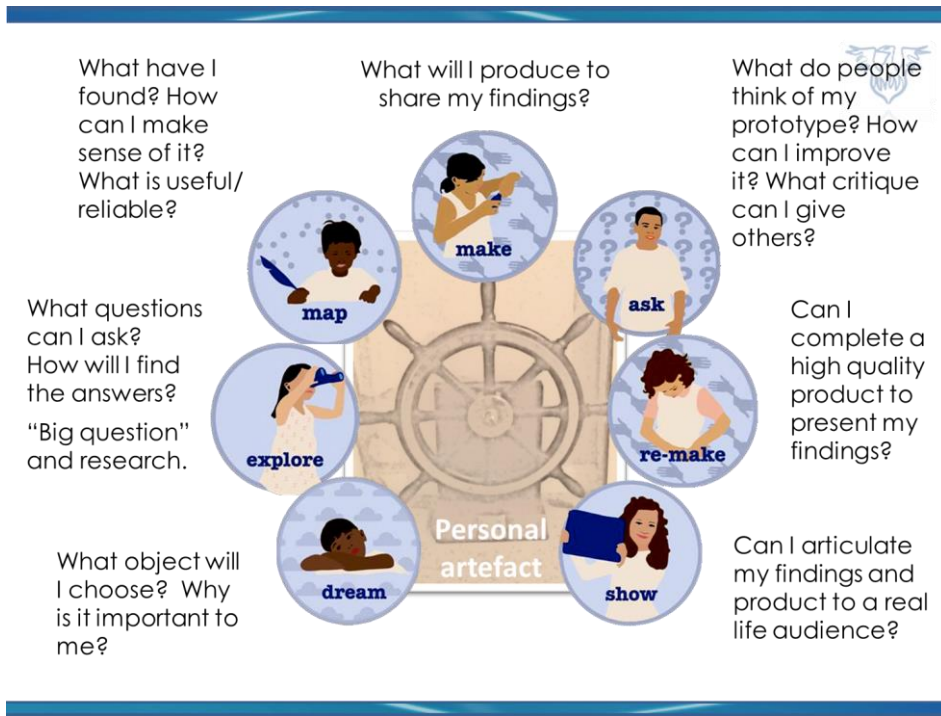 What have I
found? How
can I make
sense of it?
What is useful/
reliable?
What will I produce to
share my findings?
What do people
think of my
prototype? How
can I improve
it? What critique
can I give
others?
make
map
ask
What questions
can I ask?
How will I find
the answers?
"Big question"
and research.
Can I
complete a
high quality
product to
present my
findings?
explore
re-make
Personal
artefact
What object will
I choose?  Why
is it important to
me?
dream
show
Can I articulate
my findings and
product to a real
life audience?